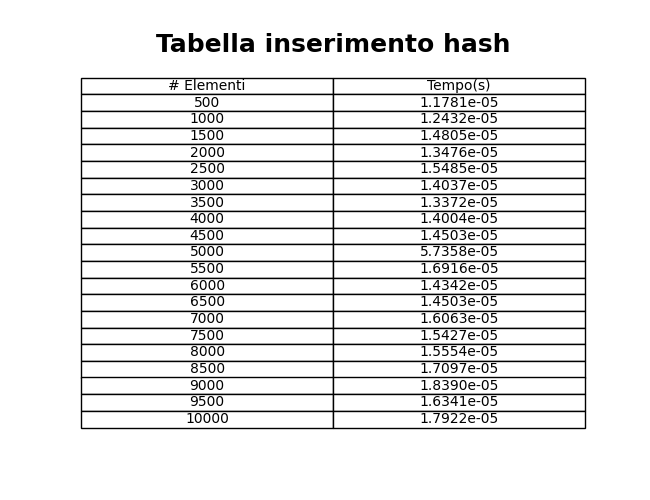 Tabella inserimento hash
# Elementi Tempo(s)
500 1.1781e-05
1000 1.2432e-05
1500 1.4805e-05
2000 1.3476e-05
2500 1.5485e-05
3000 1.4037e-05
3500 1.3372e-05
4000 1.4004e-05
4500 1.4503e-05
5000 5.7358e-05
5500 1.6916e-05
6000 1.4342e-05
6500 1.4503e-05
7000 1.6063e-05
7500 1.5427e-05
8000 1.5554e-05
8500 1.7097e-05
9000 1.8390e-05
9500 1.6341e-05
10000 1.7922e-05